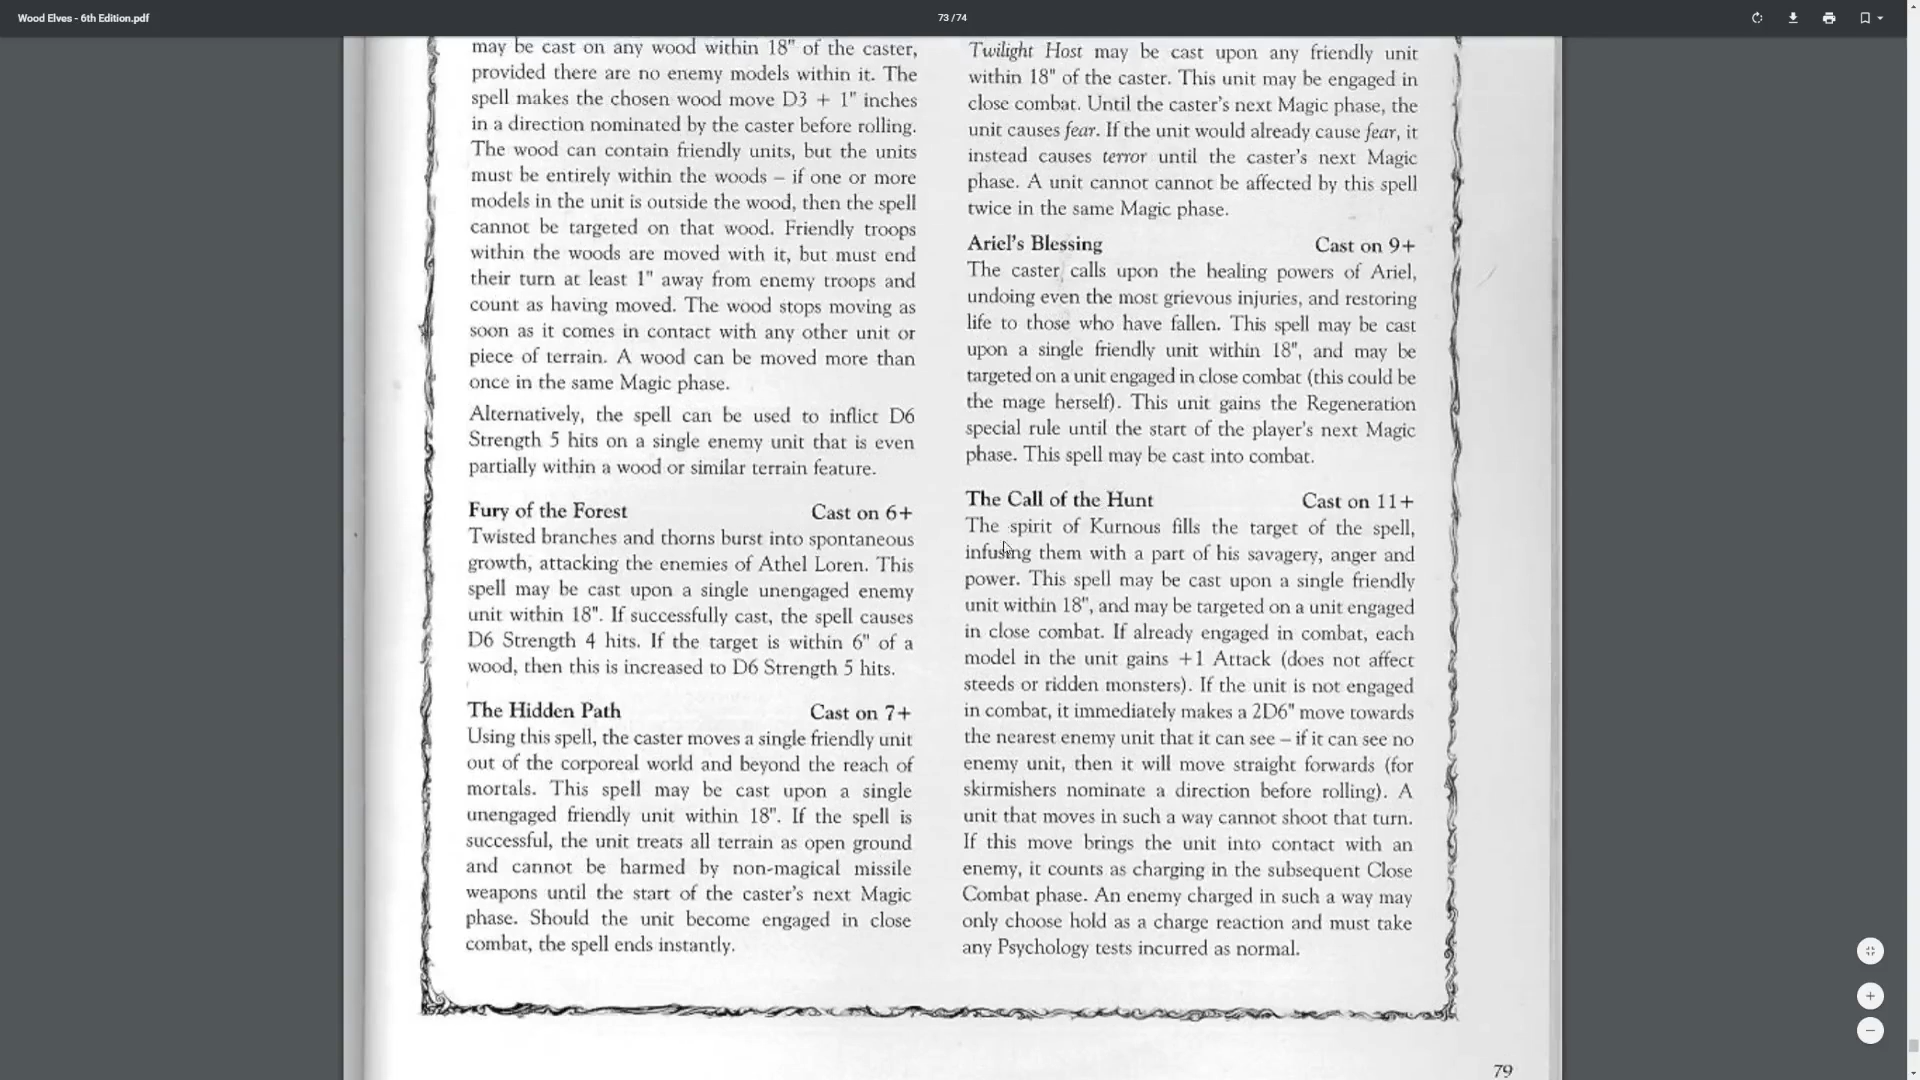 Wood Elves - 6th Edition.pdf
73 / 74
may be cast on any wood within 18" of the caster,
provided there are no enemy models within it. The
spell makes the chosen wood move D3 + 1" inches
in a direction nominated by the caster before rolling.
The wood can contain friendly units, but the units
must be entirely within the woods – if one or more
models in the unit is outside the wood, then the spell
cannot be targeted on that wood. Friendly troops
within the woods are moved with it, but must end
their turn at least 1" away from enemy troops and
count as having moved. The wood stops moving as
soon as it comes in contact with any other unit or
piece of terrain. A wood can be moved more than
once in the same Magic phase.
Alternatively, the spell can be used to inflict D6
Strength 5 hits on a single enemy unit that is even
partially within a wood or similar terrain feature.
Fury of the Forest Cast on 6+
Twisted branches and thorns burst into spontaneous
growth, attacking the enemies of Athel Loren. This
spell may be cast upon a single unengaged enemy
unit within 18". If successfully cast, the spell causes
D6 Strength 4 hits. If the target is within 6" of a
wood, then this is increased to D6 Strength 5 hits.
The Hidden Path Cast on 7+
Using this spell, the caster moves a single friendly unit
out of the corporeal world and beyond the reach of
mortals. This spell may be cast upon a single
unengaged friendly unit within 18". If the spell is
successful, the unit treats all terrain as open ground
and cannot be harmed by non-magical missile
weapons until the start of the caster's next Magic
phase. Should the unit become engaged in close
combat, the spell ends instantly.
Twilight Host may be cast upon any friendly unit
within 18" of the caster. This unit may be engaged in
close combat. Until the caster's next Magic phase, the
unit causes fear. If the unit would already cause fear, it
instead causes terror until the caster's next Magic
phase. A unit cannot cannot be affected by this spell
twice in the same Magic phase.
Ariel's Blessing Cast on 9+
The caster calls upon the healing powers of Ariel,
undoing even the most grievous injuries, and restoring
life to those who have fallen. This spell may be cast
upon a single friendly unit within 18", and may be
targeted on a unit engaged in close combat (this could be
the mage herself). This unit gains the Regeneration
special rule until the start of the player's next Magic
phase. This spell may be cast into combat.
The Call of the Hunt Cast on 11+
The spirit of Kurnous fills the target of the spell,
infusing them with a part of his savagery, anger and
power. This spell may be cast upon a single friendly
unit within 18", and may be targeted on a unit engaged
in close combat. If already engaged in combat, each
model in the unit gains +1 Attack (does not affect
steeds or ridden monsters). If the unit is not engaged
in combat, it immediately makes a 2D6" move towards
the nearest enemy unit that it can see – if it can see no
enemy unit, then it will move straight forwards (for
skirmishers nominate a direction before rolling). A
unit that moves in such a way cannot shoot that turn.
If this move brings the unit into contact with an
enemy, it counts as charging in the subsequent Close
Combat phase. An enemy charged in such a way may
only choose hold as a charge reaction and must take
any Psychology tests incurred as normal.
79